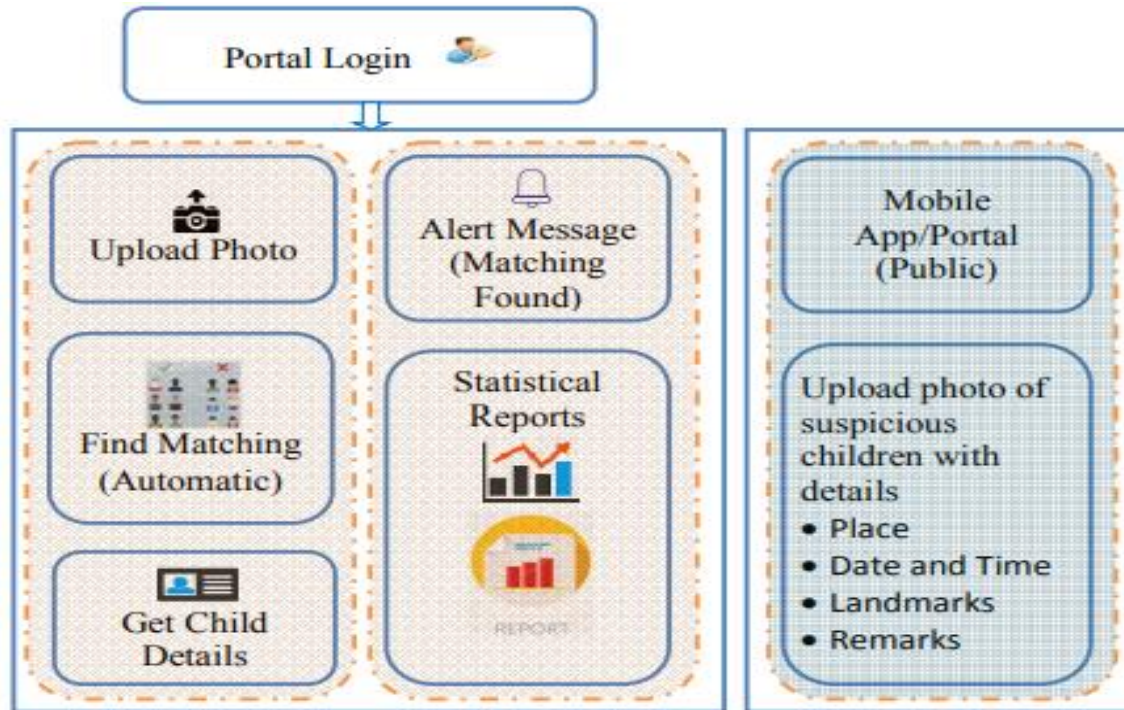 Portal Login
Upload Photo
Find Matching
(Automatic)
Get Child
Details
Alert Message
(Matching
Found)
Statistical
Reports
REPORT
Mobile
App/Portal
(Public)
Upload photo of
suspicious
children with
details
• Place
• Date and Time
• Landmarks
• Remarks